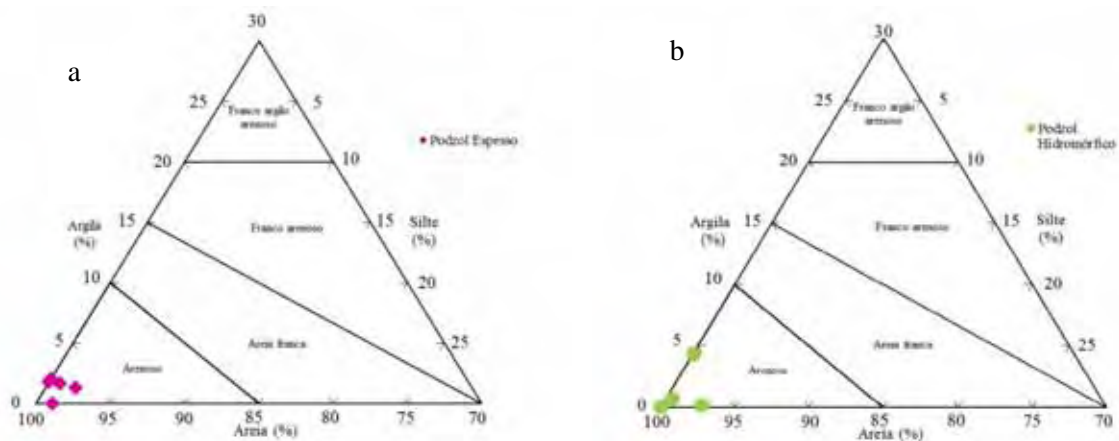 a
30
25
5
Franco argilo
arenoso
Podzol Espesso
20
10
15
15
Argila
(%)
Silte
(%)
Franco arenoso
10
20
5
25
Areia franca
Arenoso
0
100
95
90
85
80
75
70
Areia (%)
b
30
25
5
Franco argilo
arenoso
Podzol
Hidromórfico
20
10
15
15
Argila
(%)
Silte
(%)
Franco arenoso
10
20
5
25
Areia franca
Arenoso
0
100
95
90
85
80
75
70
Areia (%)